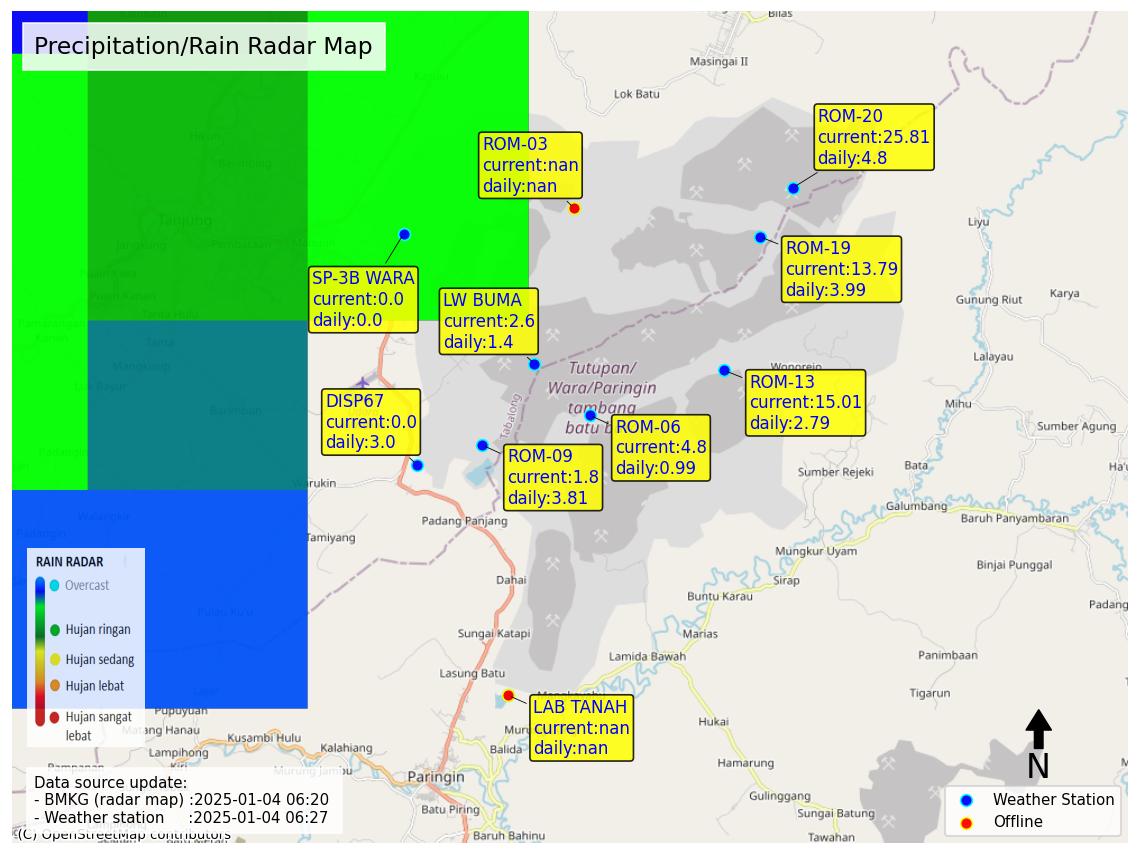 Precipitation/Rain Radar Map
Bilas
Masingai II
Lok Batu
ROM-20
current:25.81
daily:4.8
ROM-03
current:nan
daily:nan
Tanjung
Liyu
ROM-19
current:13.79
daily:3.99
SP-3B WARA
current:0.0
daily:0.0
LW BUMA
current:2.6
daily:1.4
Gunung Riut
Karya
Lalayau
Tutupan/
Wara/Paringin
tambang
Wonorejo
ROM-13
current:15.01
daily:2.79
DISP67
current:0.0
daily:3.0
Tabalong
ROM-06
current:4.8
daily:0.99
Mihu
Sumber Agung
ROM-09
current:1.8
daily:3.81
Bata
Sumber Rejeki
Warukin
Galumbang
Baruh Panyambaran
Padang Panjang
Tamiyang
Mungkur Uyam
Binjai Punggal
Sirap
Dahai
Buntu Karau
RAIN RADAR
Overcast
Hujan ringan
Hujan sedang
Hujan lebat
Hujan sangat
lebat
Sungai Katapi
Marias
Lamida Bawah
Panimbaan
Lasung Batu
Tigarun
LAB TANAH
current:nan
daily:nan
Hukai
Matang Hanau
Kusambi Hulu
Lampihong
Kalahiang
Balida
Murung Jambu
Hamarung
Paringin
N
Data source update:
- BMKG (radar map) :2025-01-04 06:20
- Weather station :2025-01-04 06:27
(C) OpenStreetMap contributors
Batu Piring
Baruh Bahinu
Gulinggang
Sungai Batung
Tawahan
Weather Station
Offline